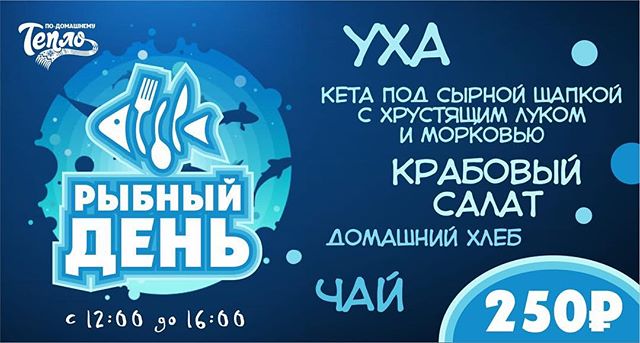 ПО-ДОМАШНЕМУ
Тепло
РЫБНЫЙ
ДЕНЬ
с 12:00 до 16:00
УХА
КЕТА ПОД СЫРНОЙ ШАПКОЙ
С ХРУСТЯЩИМ ЛУКОМ
И МОРКОВЬЮ
КРАБОВЫЙ
САЛАТ
ДОМАШНИЙ ХЛЕБ
ЧАЙ
250₽